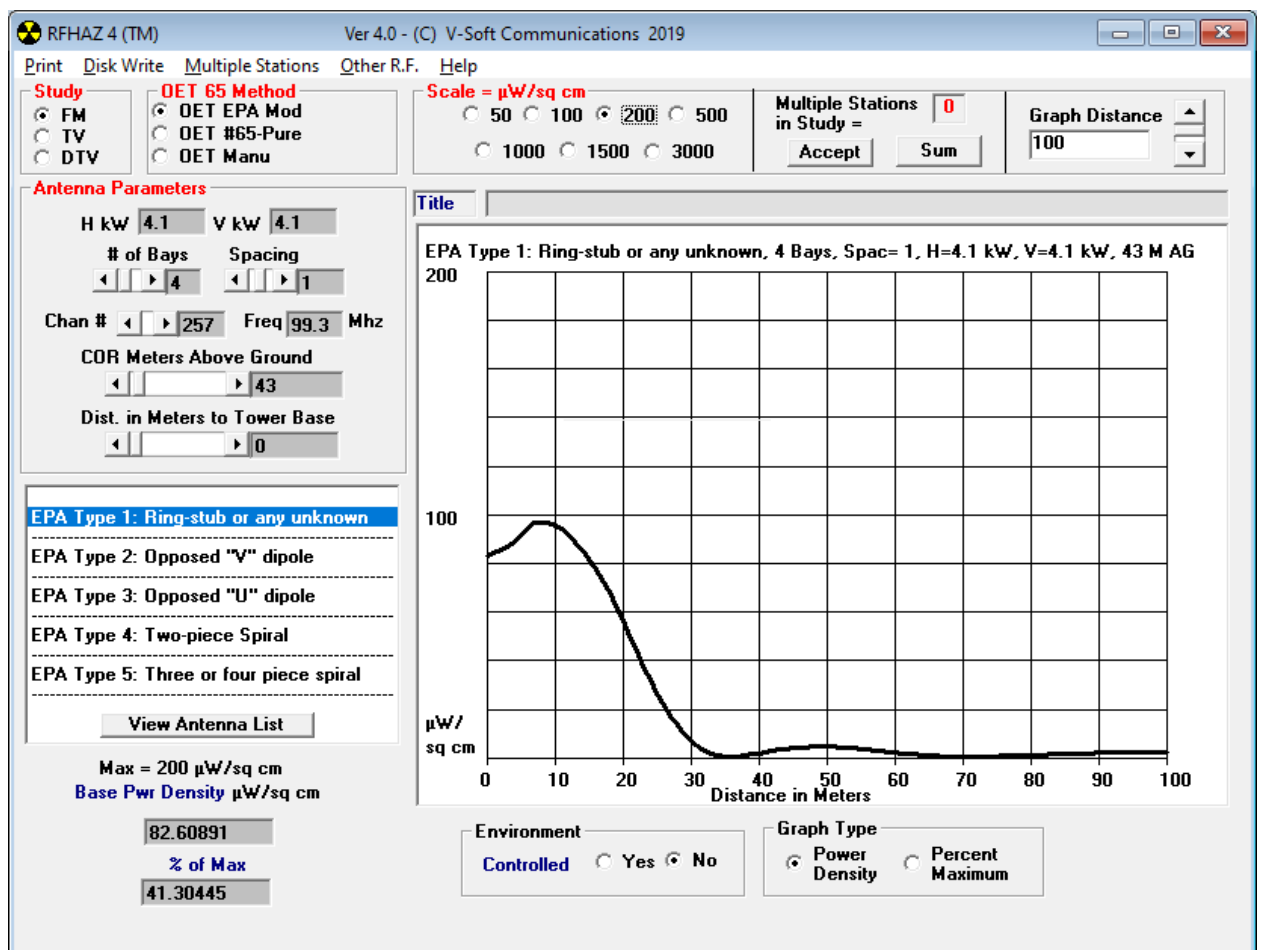 RFHAZ 4 (TM) Ver 4.0 - (C) V-Soft Communications 2019
Print Disk Write Multiple Stations Other R.F. Help
Study
FM
TV
DTV
OET 65 Method
OET EPA Mod
OET #65-Pure
OET Manu
Scale = µW/sq cm
50 100 200 500
1000 1500 3000
Multiple Stations
in Study =
0
Accept Sum
Graph Distance
100
Antenna Parameters
H kW 4.1 V kW 4.1
# of Bays Spacing
4 1
Chan # 257 Freq 99.3 Mhz
COR Meters Above Ground
43
Dist. in Meters to Tower Base
0
Title
EPA Type 1: Ring-stub or any unknown, 4 Bays, Spac= 1, H=4.1 kW, V=4.1 kW, 43 M AG
200
100
µW/
sq cm
0 10 20 30 40 50 60 70 80 90 100
Distance in Meters
EPA Type 1: Ring-stub or any unknown
EPA Type 2: Opposed "V" dipole
EPA Type 3: Opposed "U" dipole
EPA Type 4: Two-piece Spiral
EPA Type 5: Three or four piece spiral
View Antenna List
Max = 200 µW/sq cm
Base Pwr Density µW/sq cm
82.60891
% of Max
41.30445
Environment
Controlled Yes No
Graph Type
Power
Density
Percent
Maximum